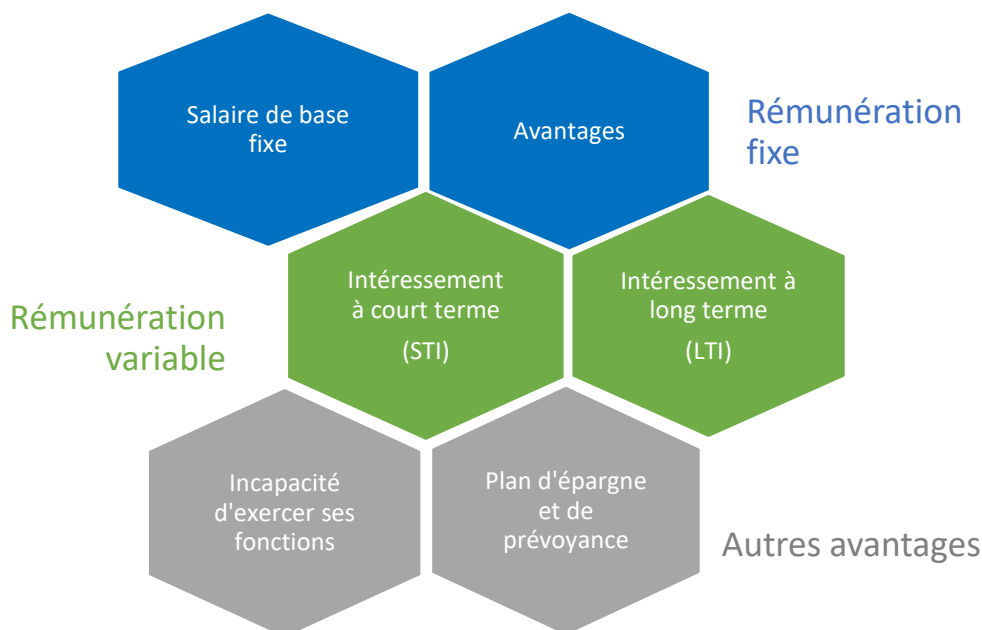 Salaire de base
fixe
Avantages
Rémunération
fixe
Rémunération
variable
Intéressement
à court terme
(STI)
Intéressement à
long terme
(LTI)
Incapacité
d'exercer ses
fonctions
Plan d'épargne
et de
prévoyance
Autres avantages